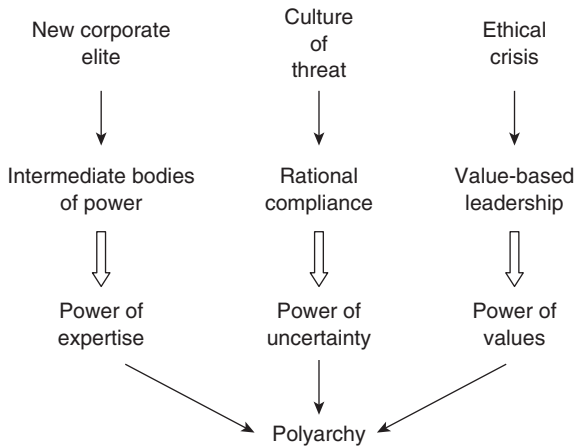 New corporate
elite
Culture
of
threat
Ethical
crisis
Intermediate bodies
of power
Rational
compliance
Value-based
leadership
Power of
expertise
Power of
uncertainty
Power of
values
Polyarchy